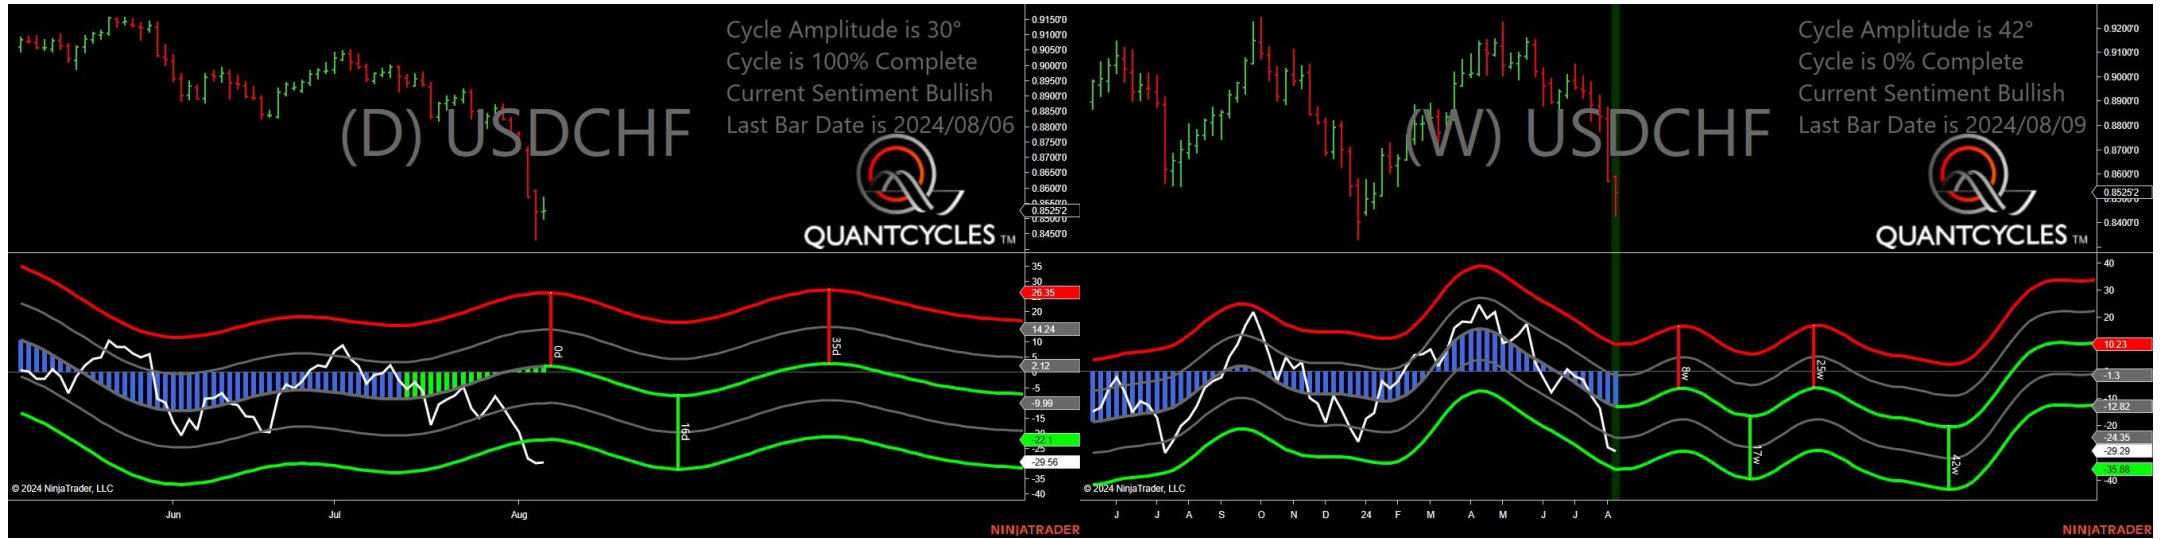 Cycle Amplitude is 30°
Cycle is 100% Complete
Current Sentiment Bullish
Last Bar Date is 2024/08/06
(D) USDCHF
QUANTCYCLES TM
0.9150'0
0.9100'0
0.9050'0
0.9000'0
0.8950'0
0.8900'0
0.8850'0
0.8800'0
0.8750'0
0.8700'0
0.8650'0
0.8600'0
0.8525'2
0.8500'0
0.8450'0
35
30
26.35
20
14.24
10
5
2.12
-5
-9.99
-15
-22.1
-25
-29.56
-35
-40
0d
16d
35d
© 2024 NinjaTrader, LLC
Jun
Jul
Aug
NINJATRADER
Cycle Amplitude is 42°
Cycle is 0% Complete
Current Sentiment Bullish
Last Bar Date is 2024/08/09
(W) USDCHF
QUANTCYCLES TM
0.9200'0
0.9100'0
0.9000'0
0.8900'0
0.8800'0
0.8700'0
0.8600'0
0.8525'2
0.8400'0
40
30
20
10.23
-1.3
-10
-12.82
-20
-24.35
-29.29
-35.88
-40
8w
17w
25w
42w
© 2024 NinjaTrader, LLC
J
J
A
S
O
N
D
24
F
M
A
M
J
J
A
NINJATRADER